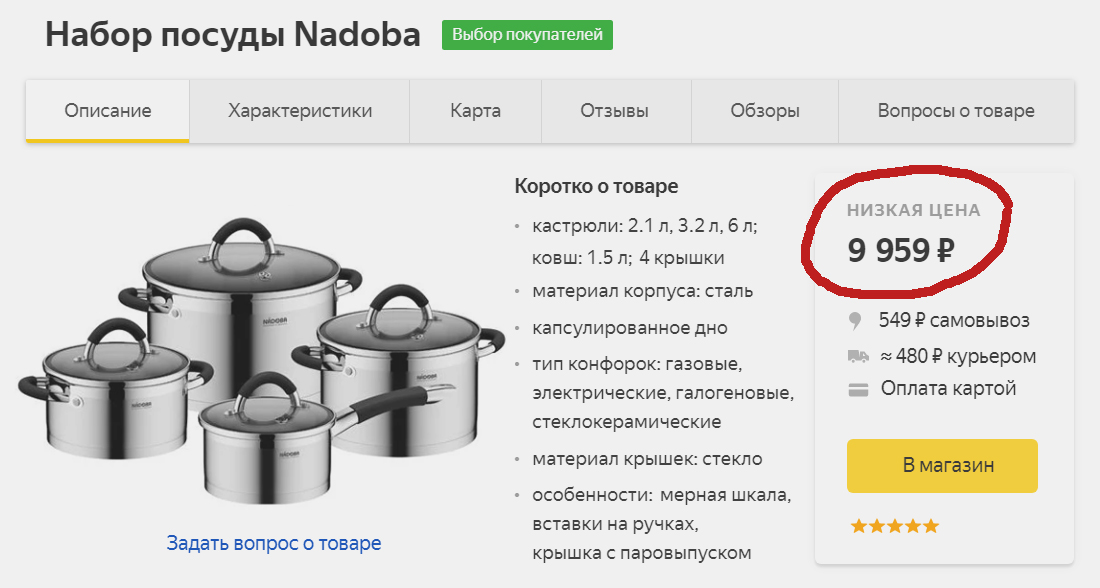 Набор посуды Nadoba
Выбор покупателей
Описание
Характеристики
Карта
Отзывы
Обзоры
Вопросы о товаре
Коротко о товаре
• кастрюли: 2.1 л, 3.2 л, 6 л;
ковш: 1.5 л; 4 крышки
• материал корпуса: сталь
• капсулированное дно
• тип конфорок: газовые,
электрические, галогеновые,
стеклокерамические
• материал крышек: стекло
• особенности: мерная шкала,
вставки на ручках,
крышка с паровыпуском
NADOBA
NADOBA
NADOBA
NADOBA
Задать вопрос о товаре
НИЗКАЯ ЦЕНА
9 959 ₽
549 ₽ самовывоз
≈ 480 ₽ курьером
Оплата картой
В магазин